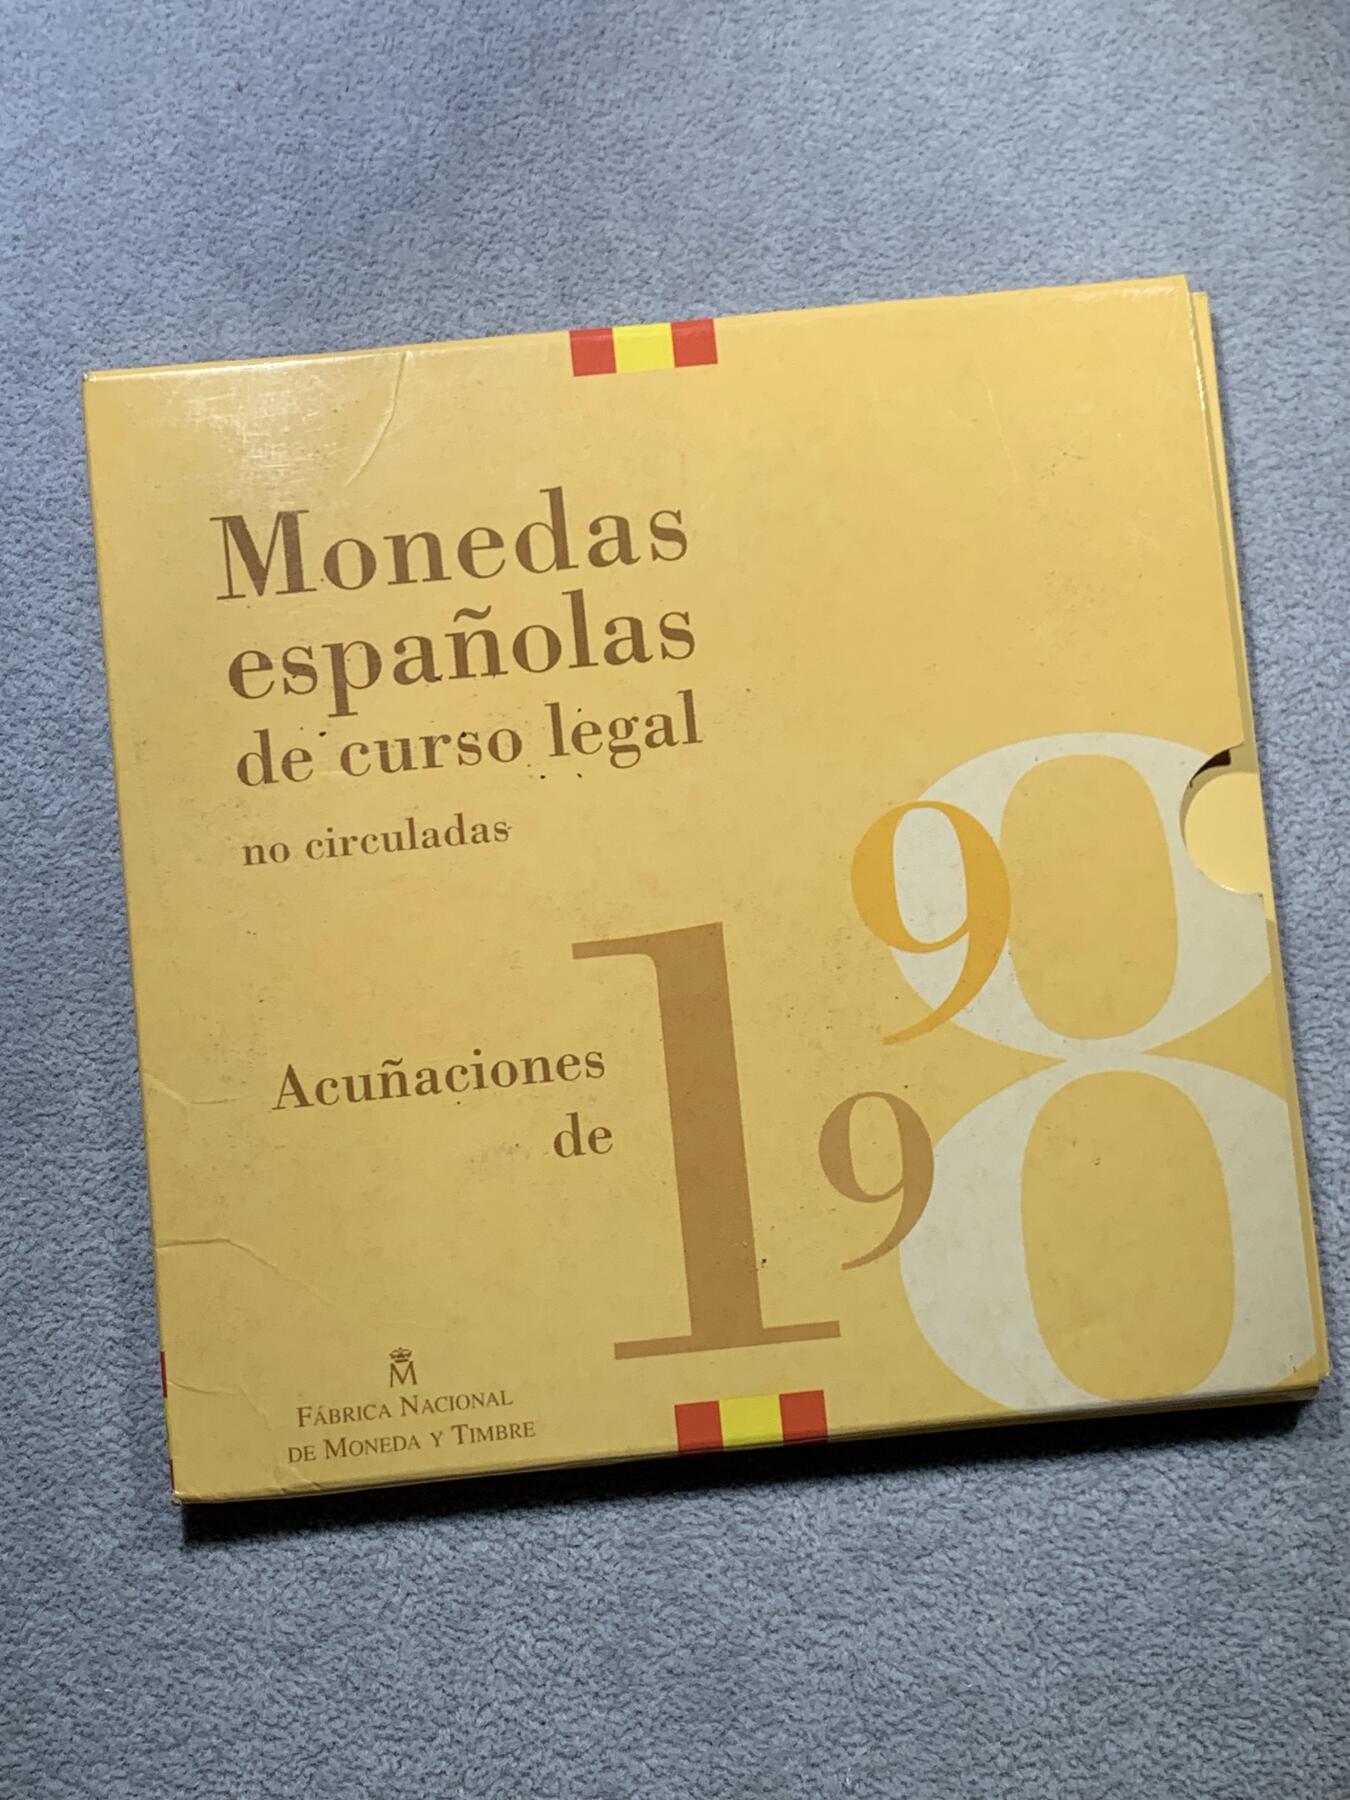 Monedas
españolas
de curso legal
no circuladas
Acuñaciones
de
1998
M
FÁBRICA NACIONAL
DE MONEDA Y TIMBRE